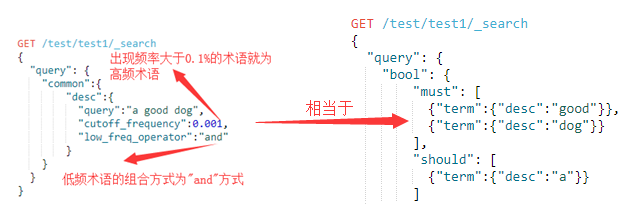 GET /test/test1/_search
{
出现频率大于0.1%的术语就为
高频术语
"query": {
"common":{
"desc":{
"query":"a good dog",
"cutoff_frequency":0.001,
"low_freq_operator":"and"
}
}
}
}
低频术语的组合方式为"and"方式
相当于
GET /test/test1/_search
{
"query": {
"bool": {
"must": [
{"term":{"desc":"good"}},
{"term":{"desc":"dog"}}
],
"should": [
{"term":{"desc":"a"}}
]